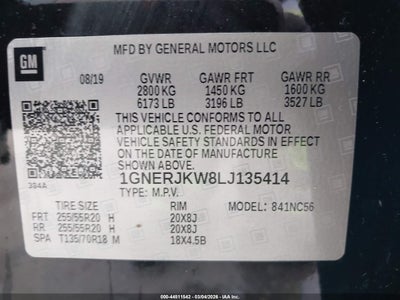 GM
MFD BY GENERAL MOTORS LLC
08/19 GVWR GAWR FRT GAWR RR
2800 KG 1450 KG 1600 KG
6173 LB 3196 LB 3527 LB
THIS VEHICLE CONFORMS TO ALL
APPLICABLE U.S. FEDERAL MOTOR
VEHICLE SAFETY STANDARDS IN EFFECT
ON THE DATE OF MANUFACTURE
SHOWN ABOVE.
384A
1GNERJKW8LJ135414
TYPE: M.P.V.
TIRE SIZE RIM MODEL: 841NC56
FRT 255/55R20 H 20X8J
RR 255/55R20 H 20X8J
SPA T135/70R18 M 18X4.5B
000-44911542 - 03/04/2026 - IAA, Inc.